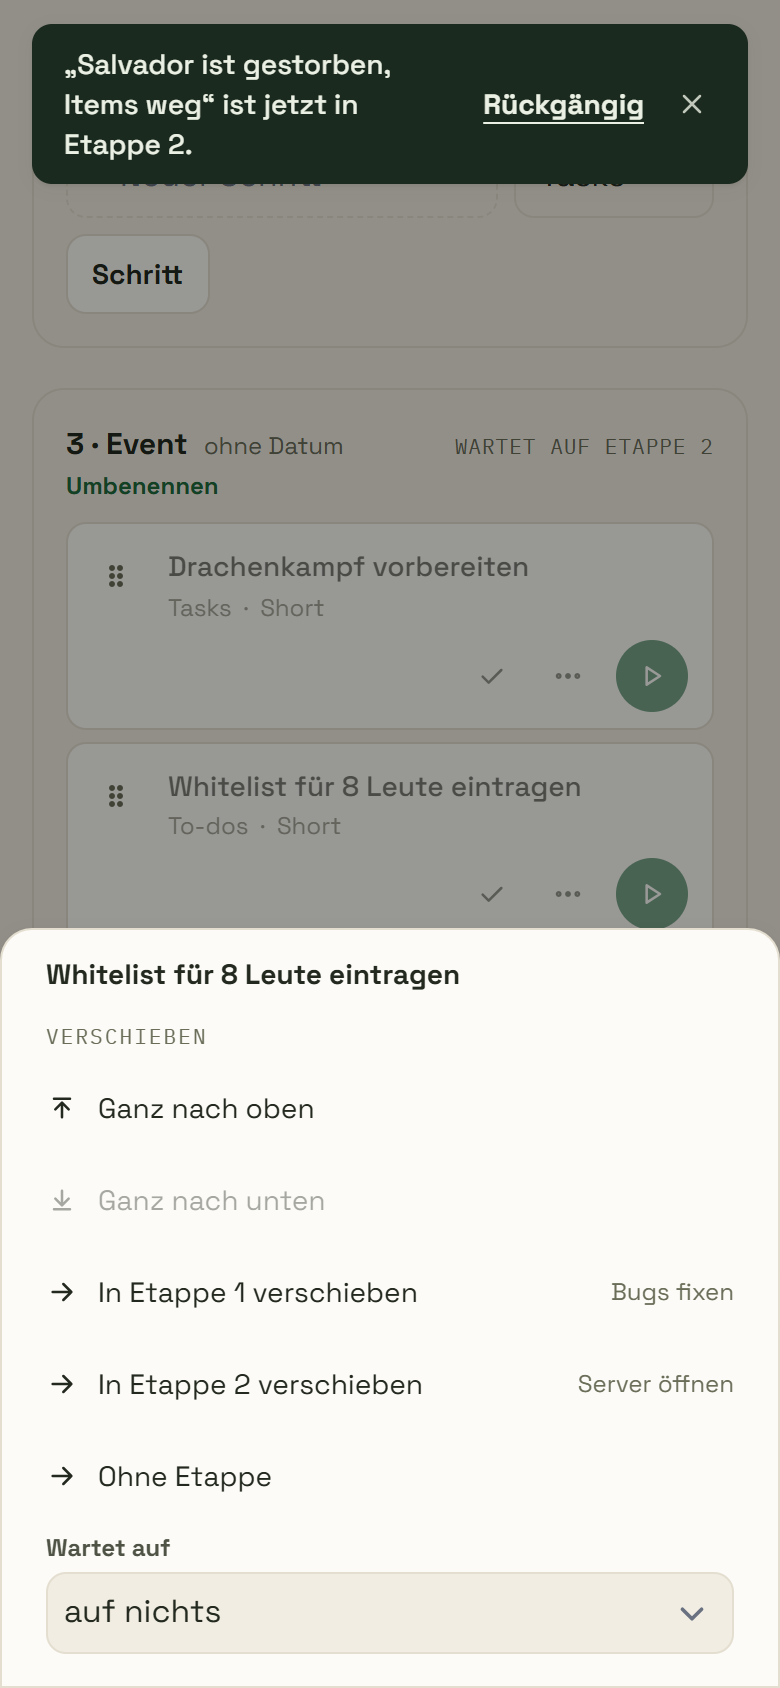 „Salvador ist gestorben,
Items weg“ ist jetzt in
Etappe 2.
Rückgängig
Schritt
3 · Event ohne Datum WARTET AUF ETAPPE 2
Umbenennen
Drachenkampf vorbereiten
Tasks · Short
Whitelist für 8 Leute eintragen
To-dos · Short
Whitelist für 8 Leute eintragen
VERSCHIEBEN
Ganz nach oben
Ganz nach unten
In Etappe 1 verschieben Bugs fixen
In Etappe 2 verschieben Server öffnen
Ohne Etappe
Wartet auf
auf nichts